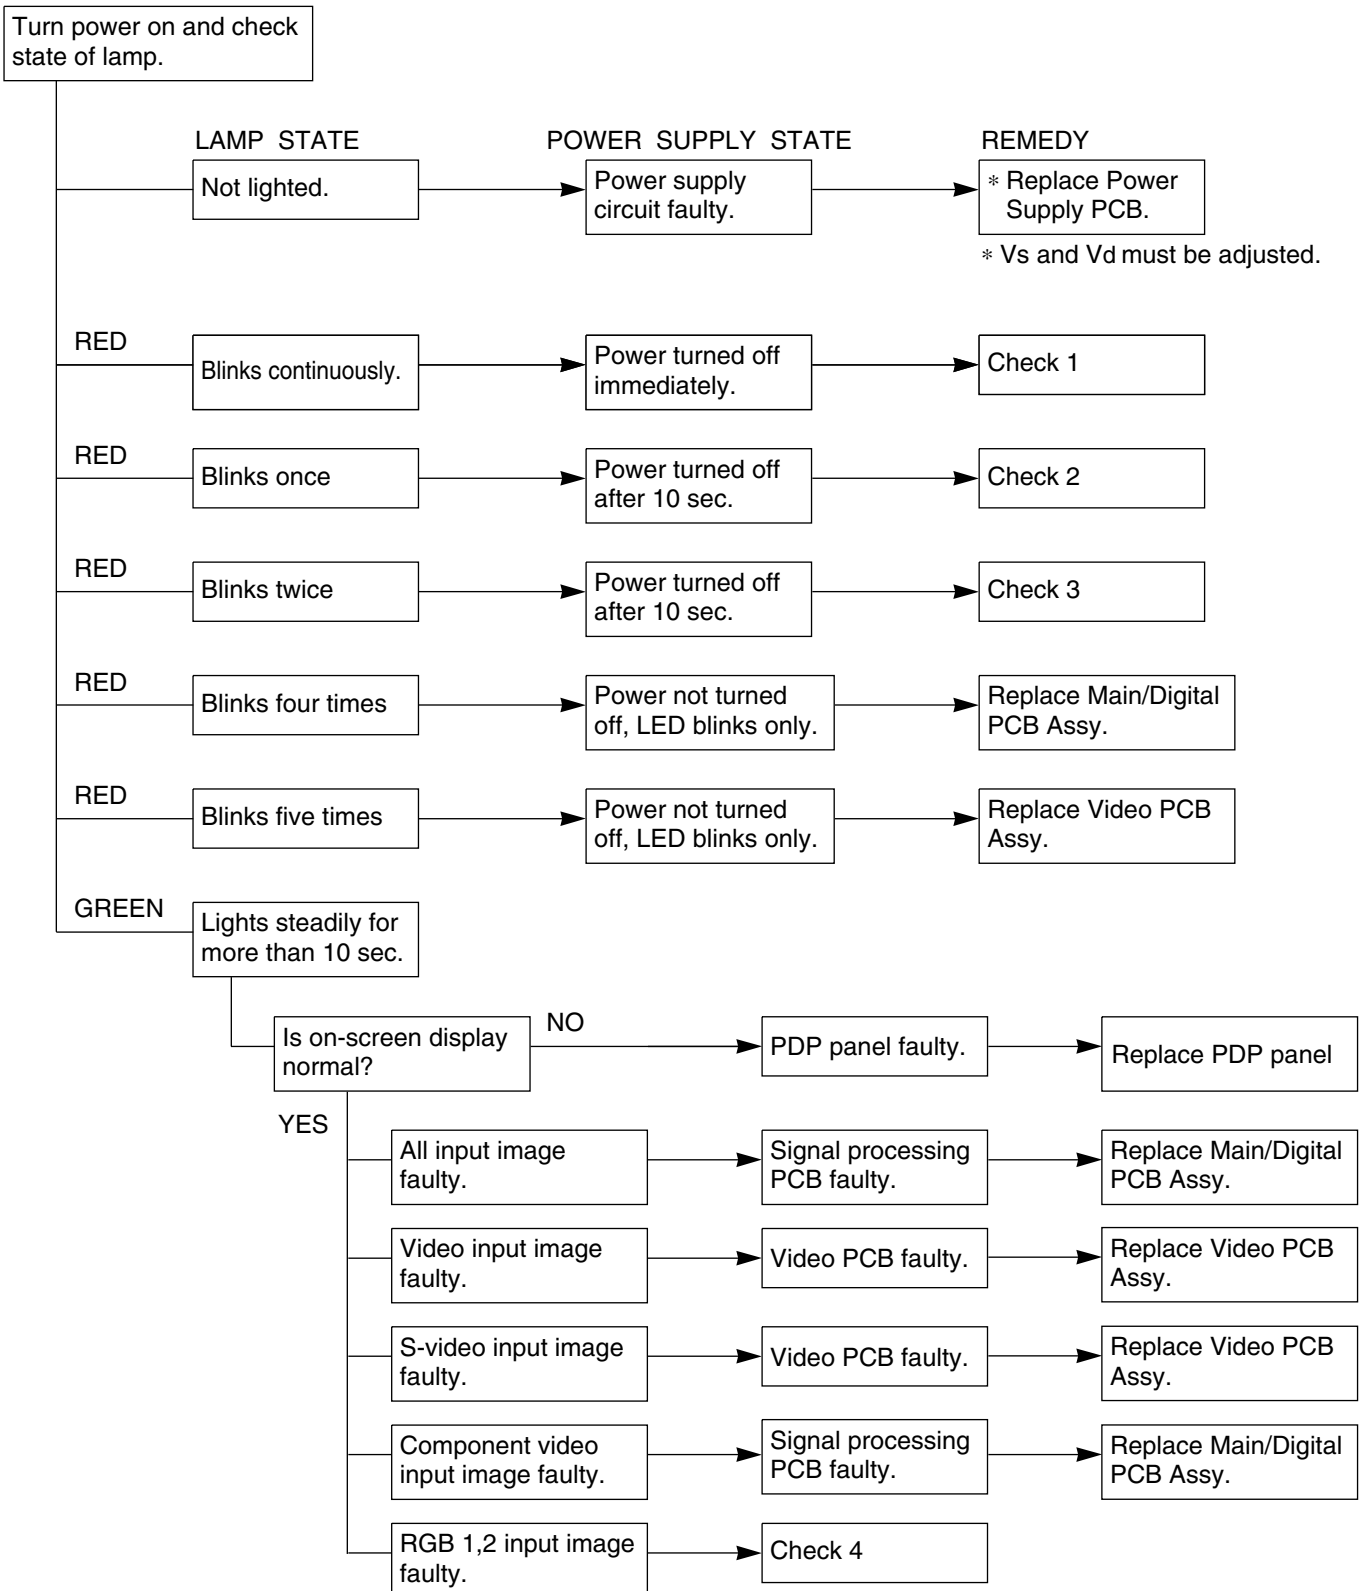 Turn power on and check
state of lamp.
LAMP STATE
POWER SUPPLY STATE
REMEDY
Not lighted.
Power supply
circuit faulty.
* Replace Power
Supply PCB.
* Vs and Vd must be adjusted.
RED
Blinks continuously.
Power turned off
immediately.
Check 1
RED
Blinks once
Power turned off
after 10 sec.
Check 2
RED
Blinks twice
Power turned off
after 10 sec.
Check 3
RED
Blinks four times
Power not turned
off, LED blinks only.
Replace Main/Digital
PCB Assy.
RED
Blinks five times
Power not turned
off, LED blinks only.
Replace Video PCB
Assy.
GREEN
Lights steadily for
more than 10 sec.
Is on-screen display
normal?
NO
PDP panel faulty.
Replace PDP panel
YES
All input image
faulty.
Signal processing
PCB faulty.
Replace Main/Digital
PCB Assy.
Video input image
faulty.
Video PCB faulty.
Replace Video PCB
Assy.
S-video input image
faulty.
Video PCB faulty.
Replace Video PCB
Assy.
Component video
input image faulty.
Signal processing
PCB faulty.
Replace Main/Digital
PCB Assy.
RGB 1,2 input image
faulty.
Check 4